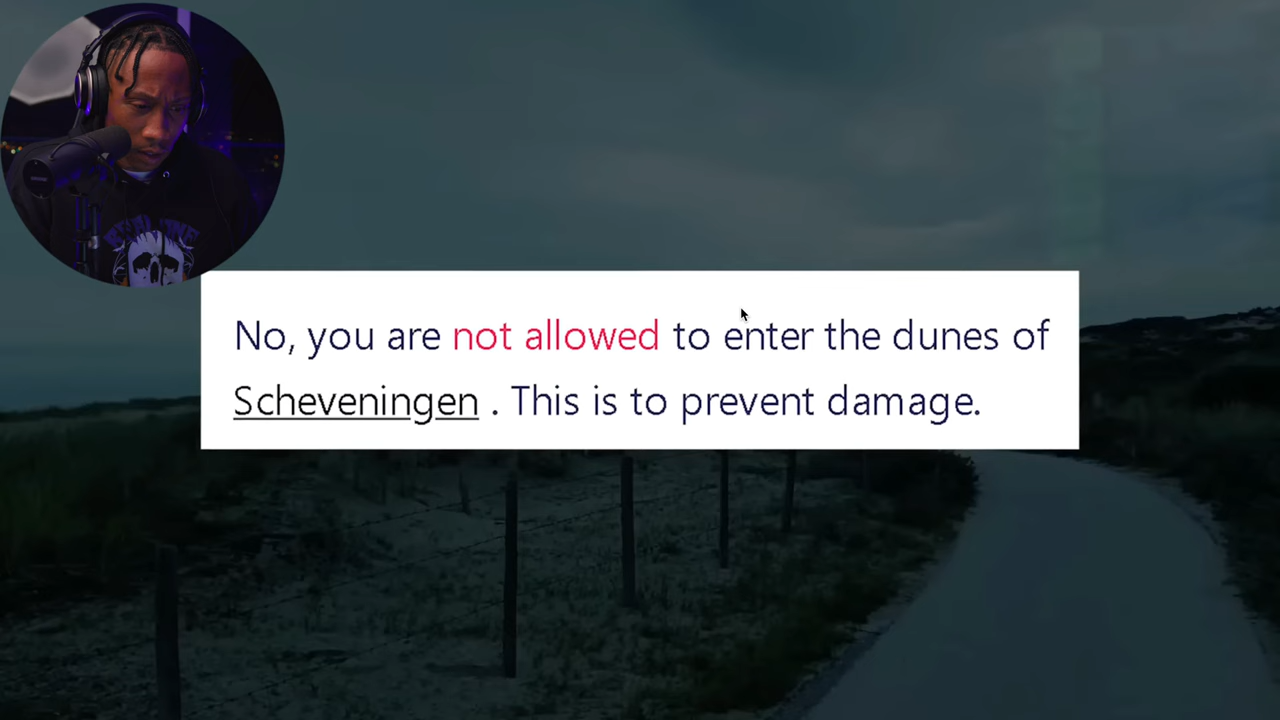 No, you are not allowed to enter the dunes of
Scheveningen . This is to prevent damage.